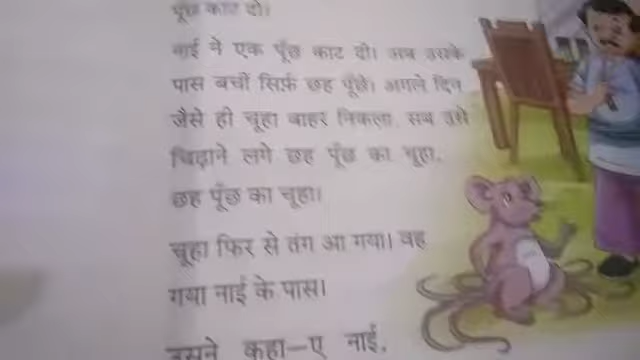 पूँछ काट दो।
नाई ने एक पूँछ काट दी। अब उसके
पास बचीं सिर्फ़ छह पूँछें। अगले दिन
जैसे ही चूहा बाहर निकला, सब उसे
चिढ़ाने लगे छह पूँछ का चूहा,
छह पूँछ का चूहा।
चूहा फिर से तंग आ गया। वह
गया नाई के पास।
उसने कहा–ए नाई,